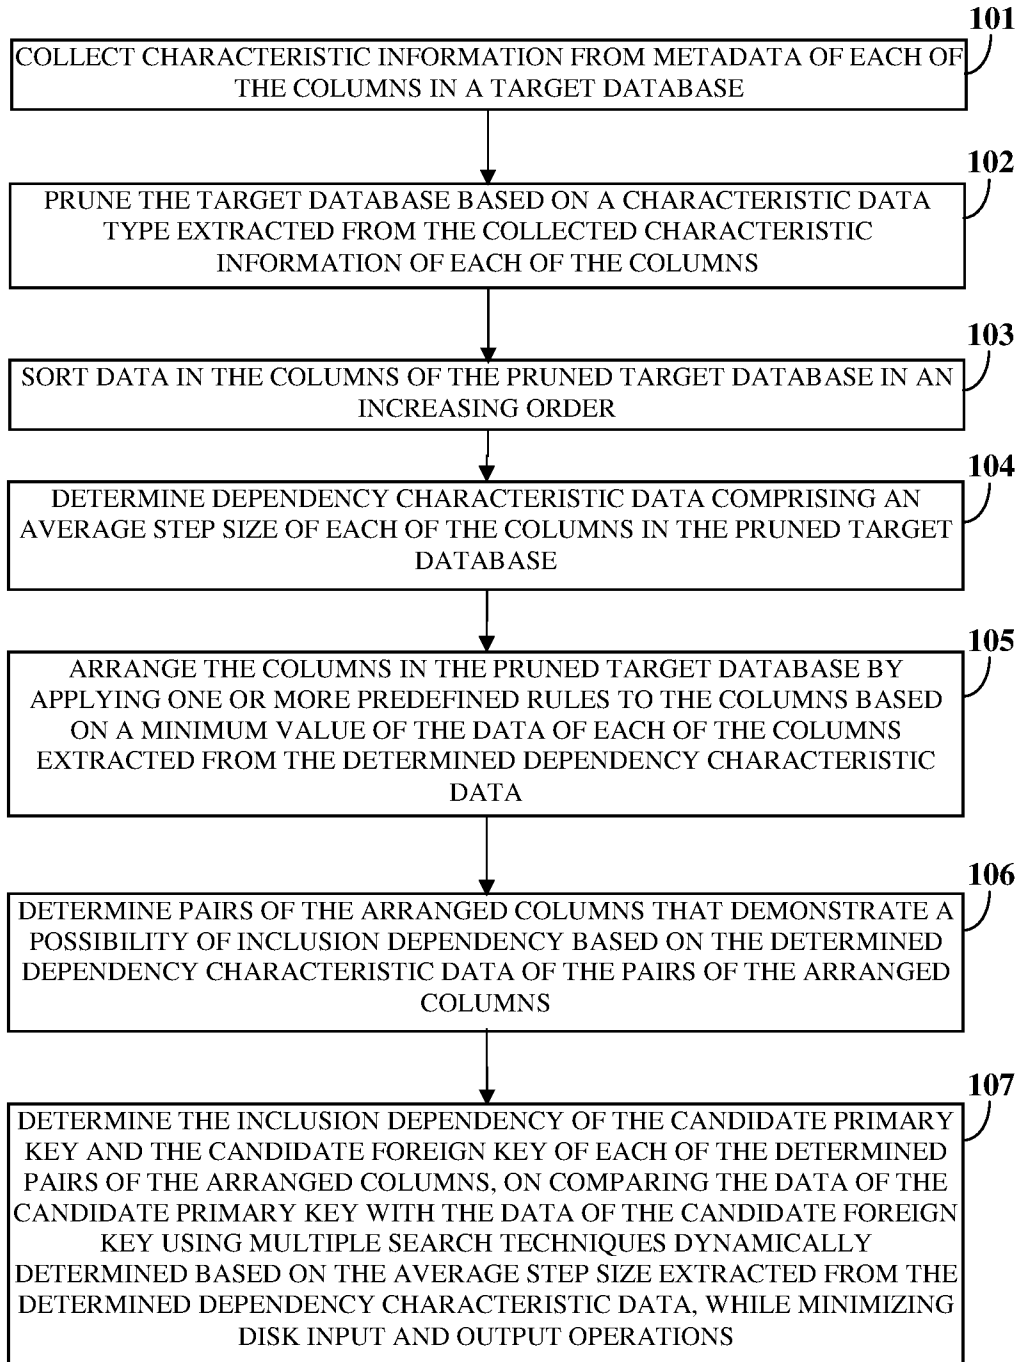 101
COLLECT CHARACTERISTIC INFORMATION FROM METADATA OF EACH OF
THE COLUMNS IN A TARGET DATABASE
102
PRUNE THE TARGET DATABASE BASED ON A CHARACTERISTIC DATA
TYPE EXTRACTED FROM THE COLLECTED CHARACTERISTIC
INFORMATION OF EACH OF THE COLUMNS
103
SORT DATA IN THE COLUMNS OF THE PRUNED TARGET DATABASE IN AN
INCREASING ORDER
104
DETERMINE DEPENDENCY CHARACTERISTIC DATA COMPRISING AN
AVERAGE STEP SIZE OF EACH OF THE COLUMNS IN THE PRUNED TARGET
DATABASE
105
ARRANGE THE COLUMNS IN THE PRUNED TARGET DATABASE BY
APPLYING ONE OR MORE PREDEFINED RULES TO THE COLUMNS BASED
ON A MINIMUM VALUE OF THE DATA OF EACH OF THE COLUMNS
EXTRACTED FROM THE DETERMINED DEPENDENCY CHARACTERISTIC
DATA
106
DETERMINE PAIRS OF THE ARRANGED COLUMNS THAT DEMONSTRATE A
POSSIBILITY OF INCLUSION DEPENDENCY BASED ON THE DETERMINED
DEPENDENCY CHARACTERISTIC DATA OF THE PAIRS OF THE ARRANGED
COLUMNS
107
DETERMINE THE INCLUSION DEPENDENCY OF THE CANDIDATE PRIMARY
KEY AND THE CANDIDATE FOREIGN KEY OF EACH OF THE DETERMINED
PAIRS OF THE ARRANGED COLUMNS, ON COMPARING THE DATA OF THE
CANDIDATE PRIMARY KEY WITH THE DATA OF THE CANDIDATE FOREIGN
KEY USING MULTIPLE SEARCH TECHNIQUES DYNAMICALLY
DETERMINED BASED ON THE AVERAGE STEP SIZE EXTRACTED FROM THE
DETERMINED DEPENDENCY CHARACTERISTIC DATA, WHILE MINIMIZING
DISK INPUT AND OUTPUT OPERATIONS